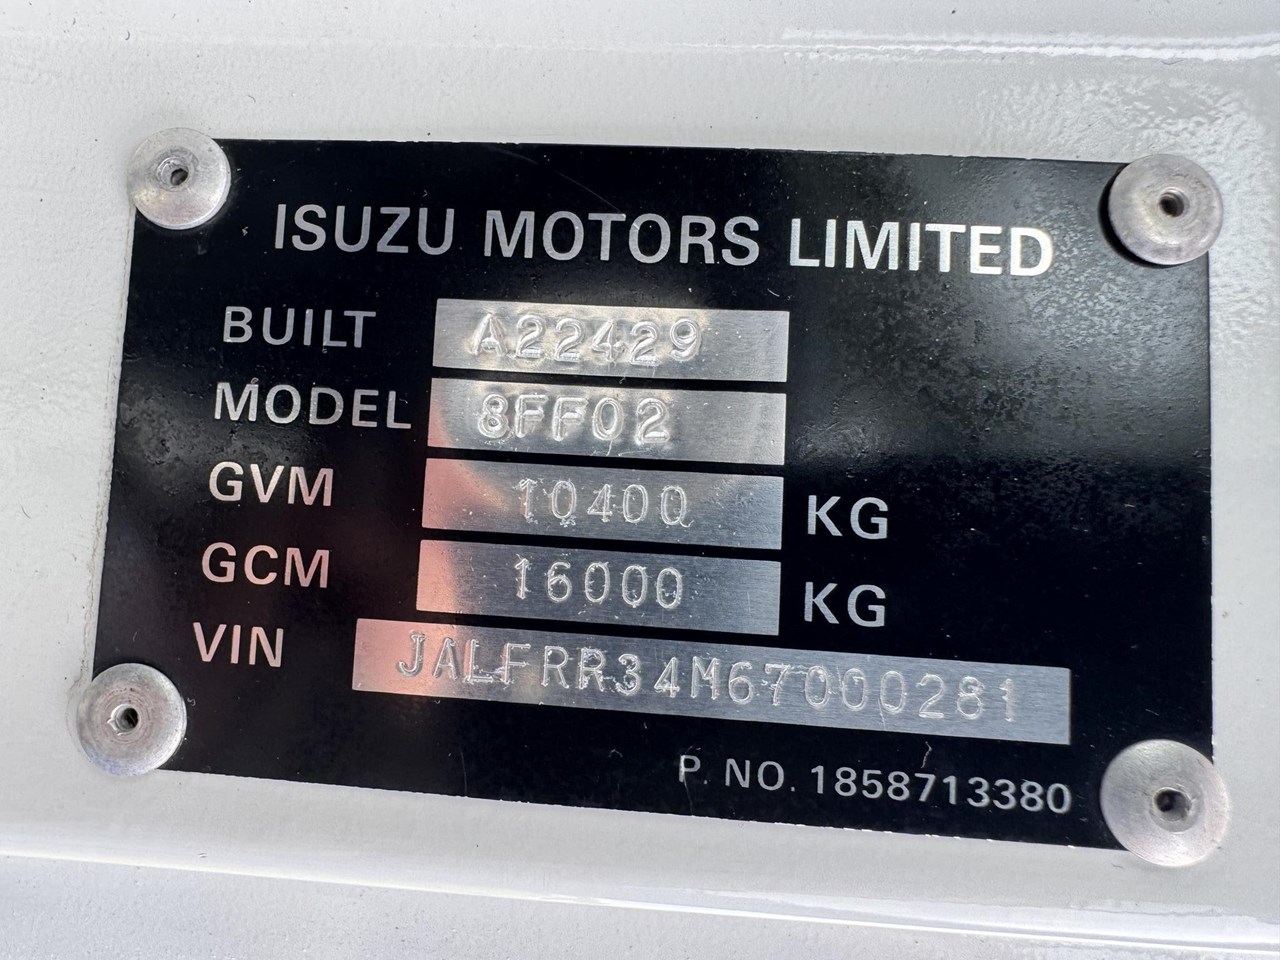 ISUZU MOTORS LIMITED
BUILT A22429
MODEL 8FF02
GVM 10400 KG
GCM 16000 KG
VIN JALFRR34M67000281
P. NO. 1858713380